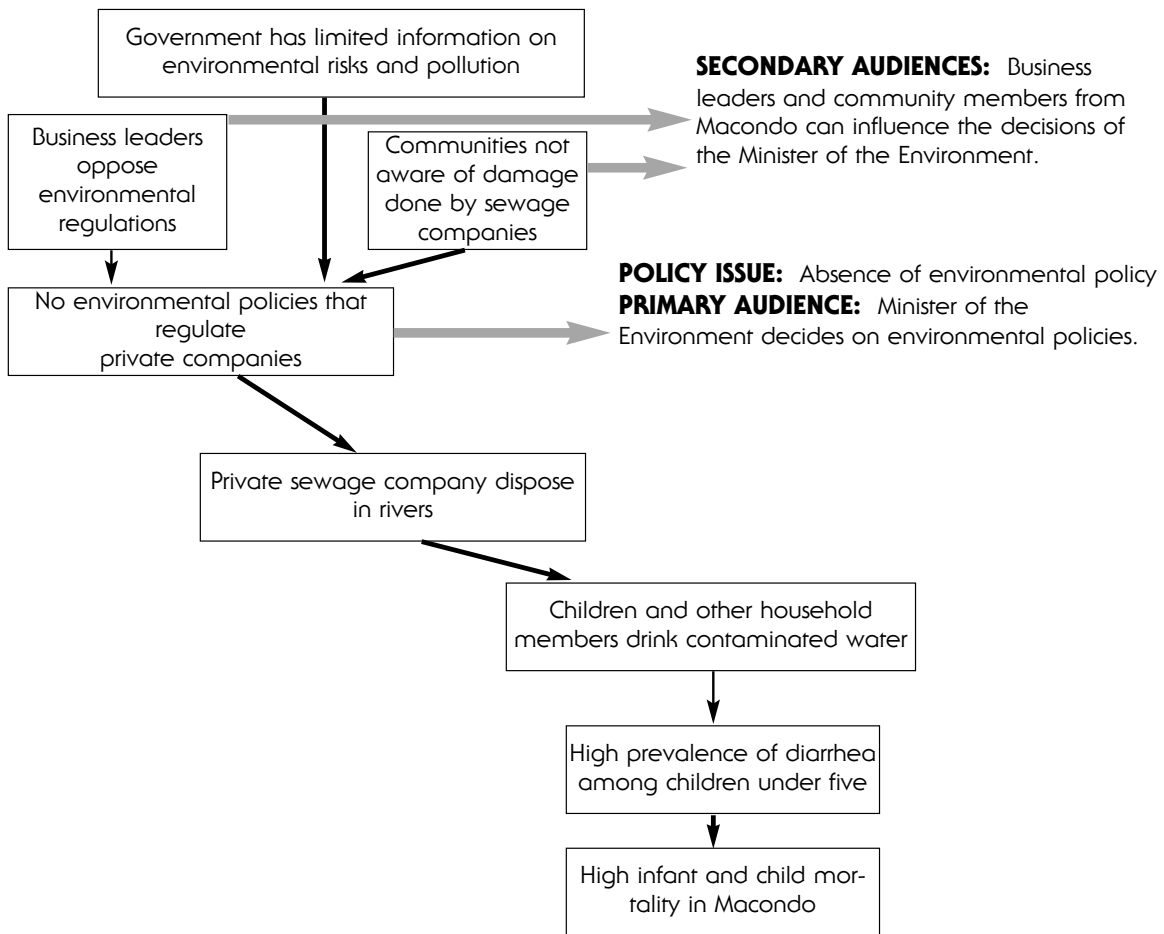 Government has limited information on
environmental risks and pollution
SECONDARY AUDIENCES: Business
leaders and community members from
Macondo can influence the decisions of
the Minister of the Environment.
Business leaders
oppose
environmental
regulations
Communities not
aware of damage
done by sewage
companies
POLICY ISSUE: Absence of environmental policy
PRIMARY AUDIENCE: Minister of the
Environment decides on environmental policies.
No environmental policies that
regulate
private companies
Private sewage company dispose
in rivers
Children and other household
members drink contaminated water
High prevalence of diarrhea
among children under five
High infant and child mor-
tality in Macondo